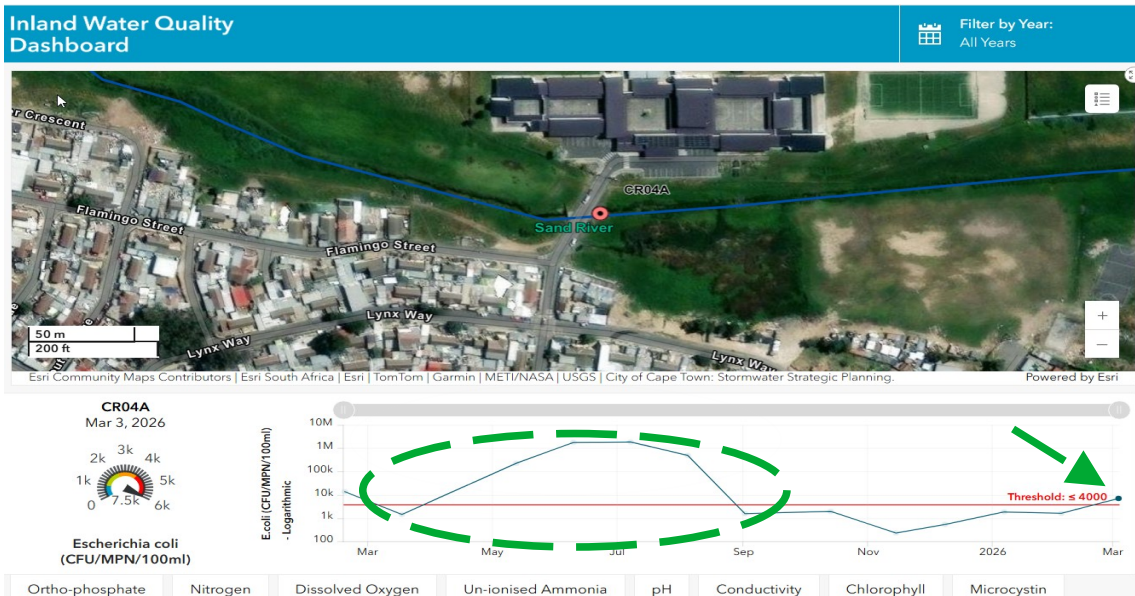 Inland Water Quality
Dashboard
Filter by Year:
All Years
r Crescent
CR04A
Flamingo Street
Flamingo Street
Sand River
Lynx Way
Lynx Way
Lynx Way
50 m
200 ft
Esri Community Maps Contributors | Esri South Africa | Esri | TomTom | Garmin | METI/NASA | USGS | City of Cape Town: Stormwater Strategic Planning.
Powered by Esri
CR04A
Mar 3, 2026
0
1k
2k
3k
4k
5k
6k
7.5k
Escherichia coli
(CFU/MPN/100ml)
E.coli (CFU/MPN/100ml)
- Logarithmic
10M
1M
100k
10k
1k
100
Threshold: ≤ 4000
Mar
May
Jul
Sep
Nov
2026
Mar
Ortho-phosphate
Nitrogen
Dissolved Oxygen
Un-ionised Ammonia
pH
Conductivity
Chlorophyll
Microcystin